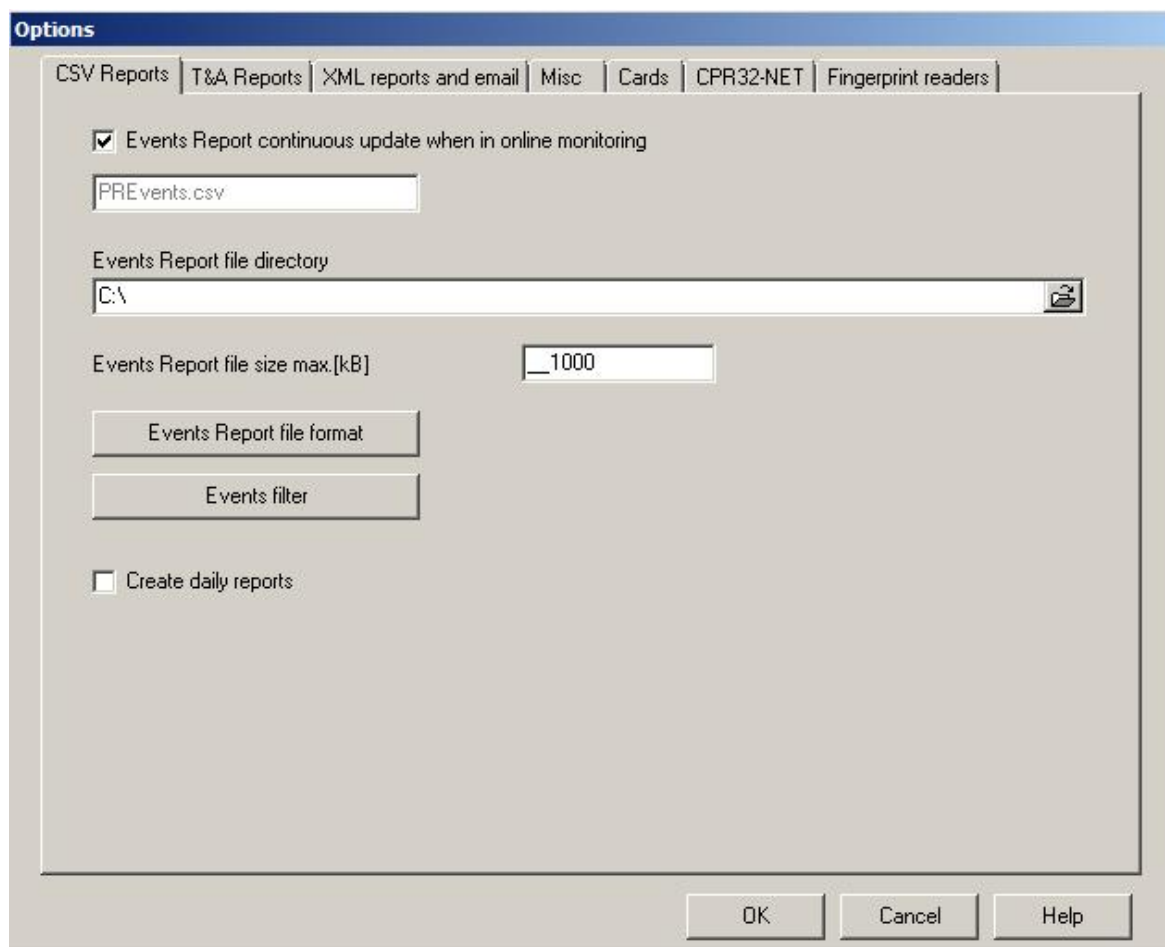 Options
CSV Reports T&A Reports XML reports and email Misc Cards CPR32-NET Fingerprint readers
Events Report continuous update when in online monitoring
PREvents.csv
Events Report file directory
C:\
Events Report file size max.[kB] __1000
Events Report file format
Events filter
Create daily reports
OK Cancel Help